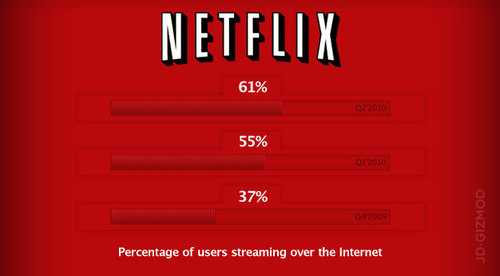 NETFLIX
61%
Q2'2010
55%
Q1'2010
37%
Q4'2009
Percentage of users streaming over the Internet
JD-GIZMOD